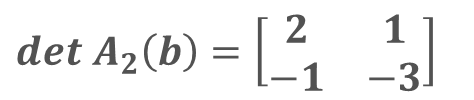 det A₂(b) = [ 2 1
-1 -3 ]